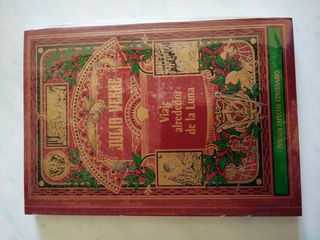 JULIO VERNE
Viaje
alrededor
de la Luna
EDICIÓN ESPECIAL CENTENARIO